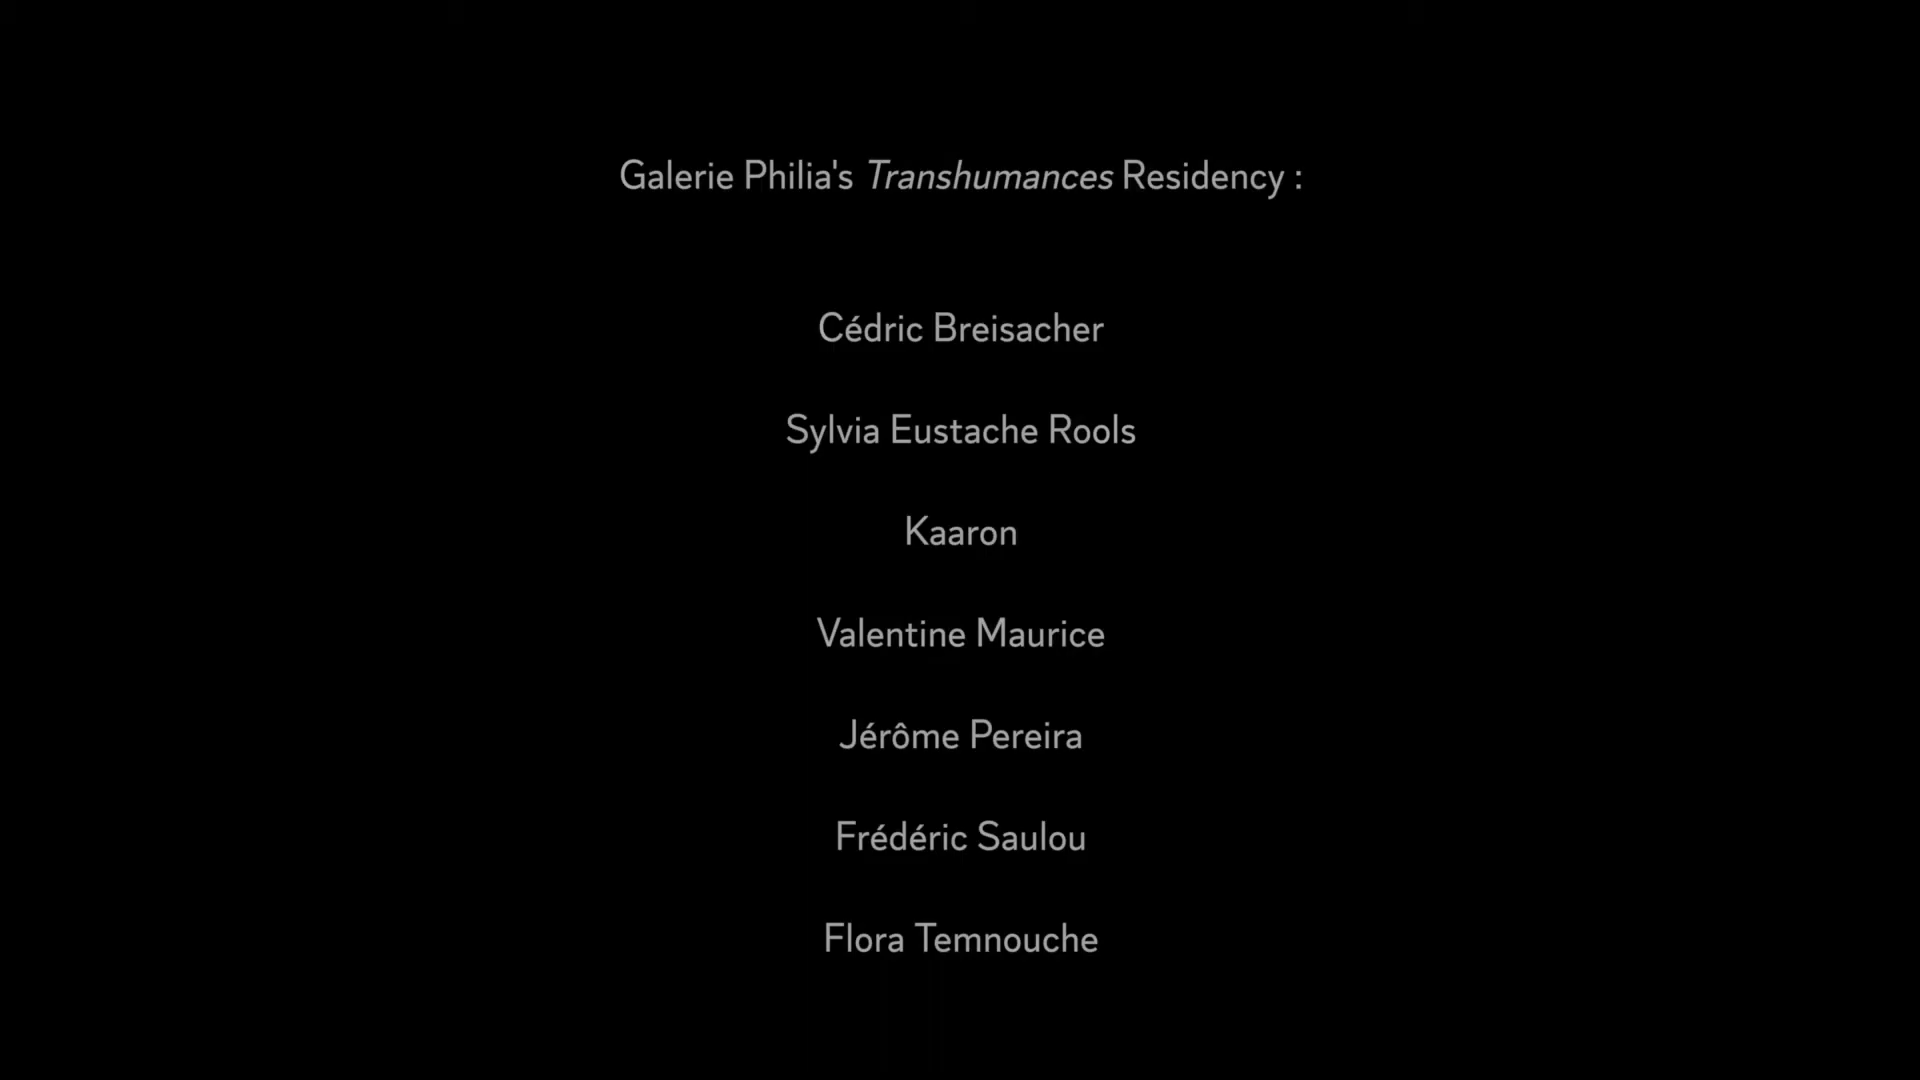 Galerie Philia's Transhumances Residency :
Cédric Breisacher
Sylvia Eustache Rools
Kaaron
Valentine Maurice
Jérôme Pereira
Frédéric Saulou
Flora Temnouche